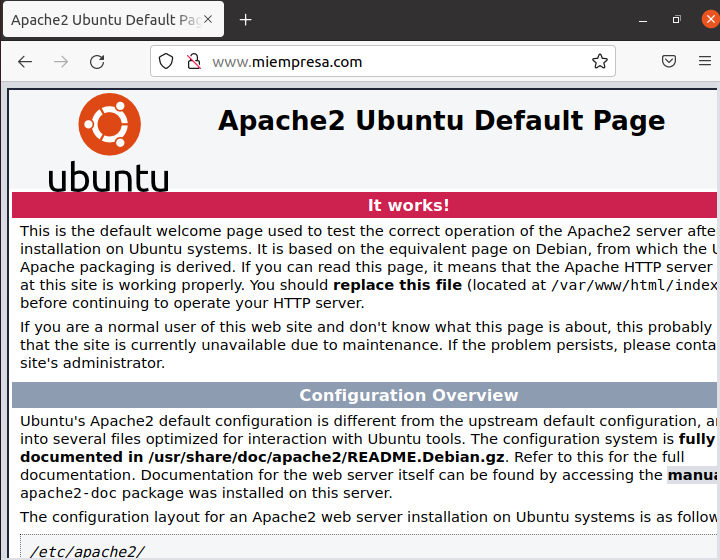 Apache2 Ubuntu Default Pag
www.miempresa.com
ubuntu
Apache2 Ubuntu Default Page
It works!
This is the default welcome page used to test the correct operation of the Apache2 server afte
installation on Ubuntu systems. It is based on the equivalent page on Debian, from which the U
Apache packaging is derived. If you can read this page, it means that the Apache HTTP server
at this site is working properly. You should replace this file (located at /var/www/html/index
before continuing to operate your HTTP server.
If you are a normal user of this web site and don't know what this page is about, this probably
that the site is currently unavailable due to maintenance. If the problem persists, please conta
site's administrator.
Configuration Overview
Ubuntu's Apache2 default configuration is different from the upstream default configuration, a
into several files optimized for interaction with Ubuntu tools. The configuration system is fully
documented in /usr/share/doc/apache2/README.Debian.gz. Refer to this for the full
documentation. Documentation for the web server itself can be found by accessing the manua
apache2-doc package was installed on this server.
The configuration layout for an Apache2 web server installation on Ubuntu systems is as follow
/etc/apache2/